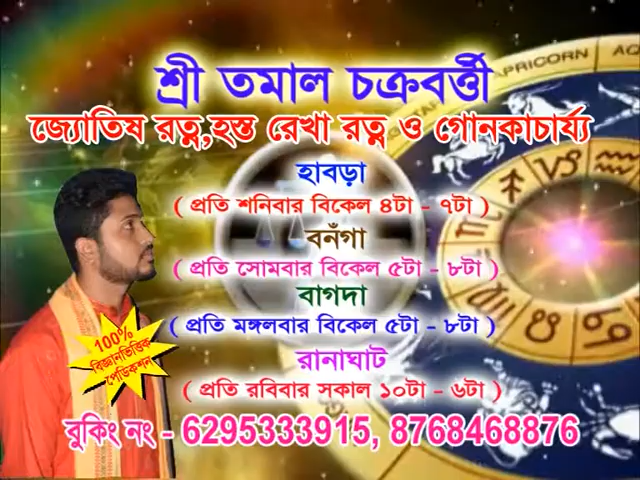 শ্রী তমাল চক্রবর্ত্তী
CAPRICORN
জ্যোতিষ রত্ন,হস্ত রেখা রত্ন ও গোনকাচার্য্য
হাবড়া
( প্রতি শনিবার বিকেল ৪টা - ৭টা )
বনঁগা
( প্রতি সোমবার বিকেল ৫টা - ৮টা )
বাগদা
( প্রতি মঙ্গলবার বিকেল ৫টা - ৮টা )
রানাঘাট
( প্রতি রবিবার সকাল ১০টা - ৬টা )
100%
বিজ্ঞানভিত্তিক
পেডিকশন
বুকিং নং - 6295333915, 8768468876